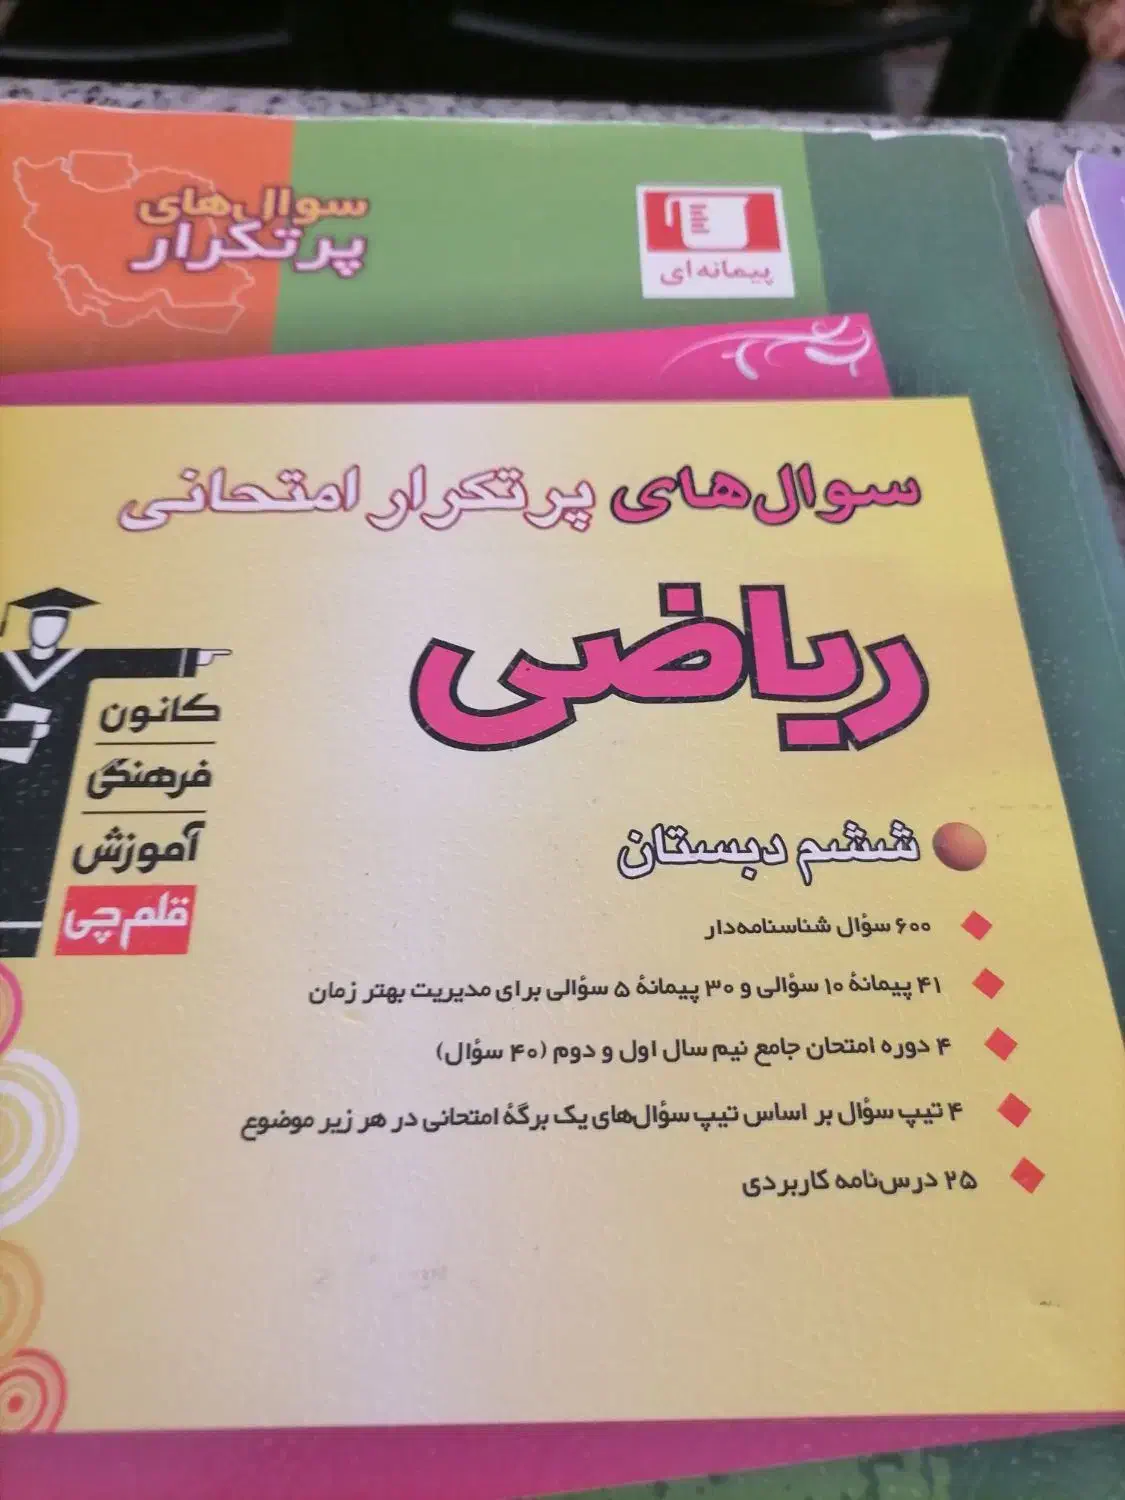 سوال‌های
پرتکرار
پیمانه‌ای
سوال‌های پرتکرار امتحانی
ریاضی
کانون
فرهنگی
آموزش
قلم‌چی
ششم دبستان
۶۰۰ سؤال شناسنامه‌دار
۴۱ پیمانهٔ ۱۰ سؤالی و ۳۰ پیمانهٔ ۵ سؤالی برای مدیریت بهتر زمان
۴ دوره امتحان جامع نیم سال اول و دوم (۴۰ سؤال)
۴ تیپ سؤال بر اساس تیپ سؤال‌های یک برگهٔ امتحانی در هر زیر موضوع
۲۵ درس‌نامه کاربردی